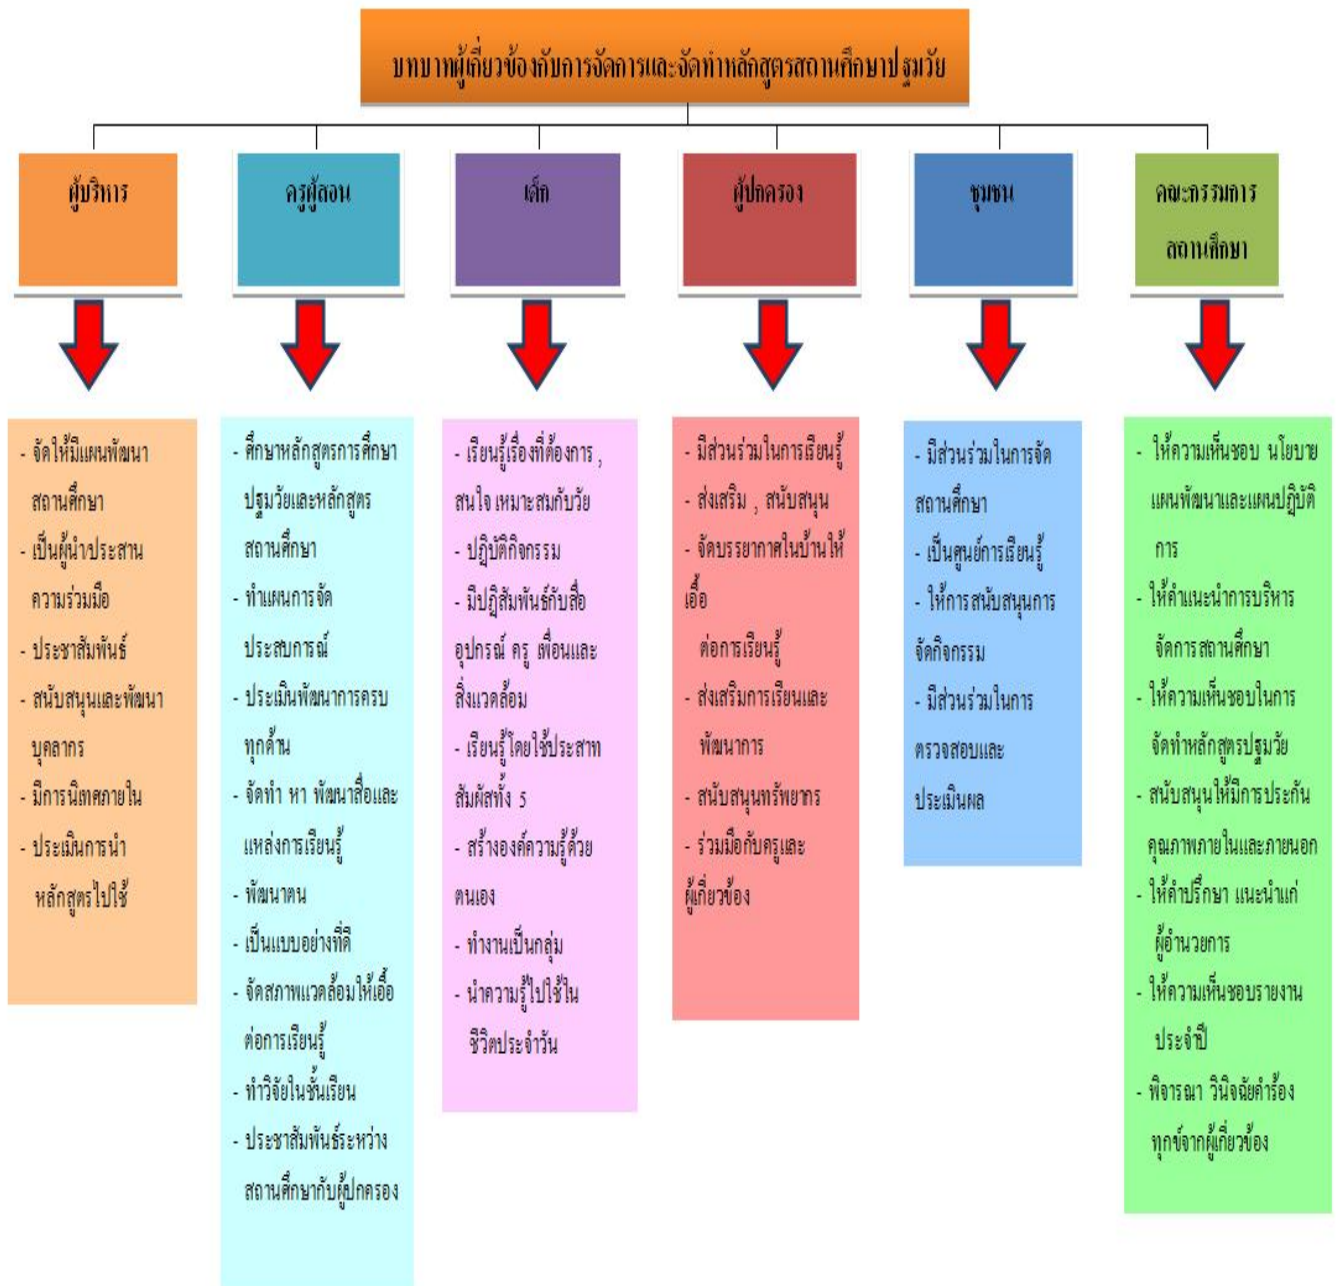 บทบาทผู้เกี่ยวข้องกับการจัดการและจัดทำหลักสูตรสถานศึกษาปฐมวัย
ผู้บริหาร
ครูผู้สอน
เด็ก
ผู้ปกครอง
ชุมชน
คณะกรรมการ
สถานศึกษา
- จัดให้มีแผนพัฒนา
สถานศึกษา
- เป็นผู้นำ/ประสาน
ความร่วมมือ
- ประชาสัมพันธ์
- สนับสนุนและพัฒนา
บุคลากร
- มีการนิเทศภายใน
- ประเมินการนำ
หลักสูตรไปใช้
- ศึกษาหลักสูตรการศึกษา
ปฐมวัยและหลักสูตร
สถานศึกษา
- ทำแผนการจัด
ประสบการณ์
- ประเมินพัฒนาการครบ
ทุกด้าน
- จัดทำ หา พัฒนาสื่อและ
แหล่งการเรียนรู้
- พัฒนาตน
- เป็นแบบอย่างที่ดี
- จัดสภาพแวดล้อมให้เอื้อ
ต่อการเรียนรู้
- ทำวิจัยในชั้นเรียน
- ประชาสัมพันธ์ระหว่าง
สถานศึกษากับผู้ปกครอง
- เรียนรู้เรื่องที่ต้องการ ,
สนใจ เหมาะสมกับวัย
- ปฏิบัติกิจกรรม
- มีปฏิสัมพันธ์กับสื่อ
อุปกรณ์ ครู เพื่อนและ
สิ่งแวดล้อม
- เรียนรู้โดยใช้ประสาท
สัมผัสทั้ง 5
- สร้างองค์ความรู้ด้วย
ตนเอง
- ทำงานเป็นกลุ่ม
- นำความรู้ไปใช้ใน
ชีวิตประจำวัน
- มีส่วนร่วมในการเรียนรู้
- ส่งเสริม , สนับสนุน
- จัดบรรยากาศในบ้านให้
เอื้อ
ต่อการเรียนรู้
- ส่งเสริมการเรียนและ
พัฒนาการ
- สนับสนุนทรัพยากร
- ร่วมมือกับครูและ
ผู้เกี่ยวข้อง
- มีส่วนร่วมในการจัด
สถานศึกษา
- เป็นศูนย์การเรียนรู้
- ให้การสนับสนุนการ
จัดกิจกรรม
- มีส่วนร่วมในการ
ตรวจสอบและ
ประเมินผล
- ให้ความเห็นชอบ นโยบาย
แผนพัฒนาและแผนปฏิบัติ
การ
- ให้คำแนะนำการบริหาร
จัดการสถานศึกษา
- ให้ความเห็นชอบในการ
จัดทำหลักสูตรปฐมวัย
- สนับสนุนให้มีการประกัน
คุณภาพภายในและภายนอก
- ให้คำปรึกษา แนะนำแก่
ผู้อำนวยการ
- ให้ความเห็นชอบรายงาน
ประจำปี
- พิจารณา วินิจฉัยคำร้อง
ทุกข์จากผู้เกี่ยวข้อง